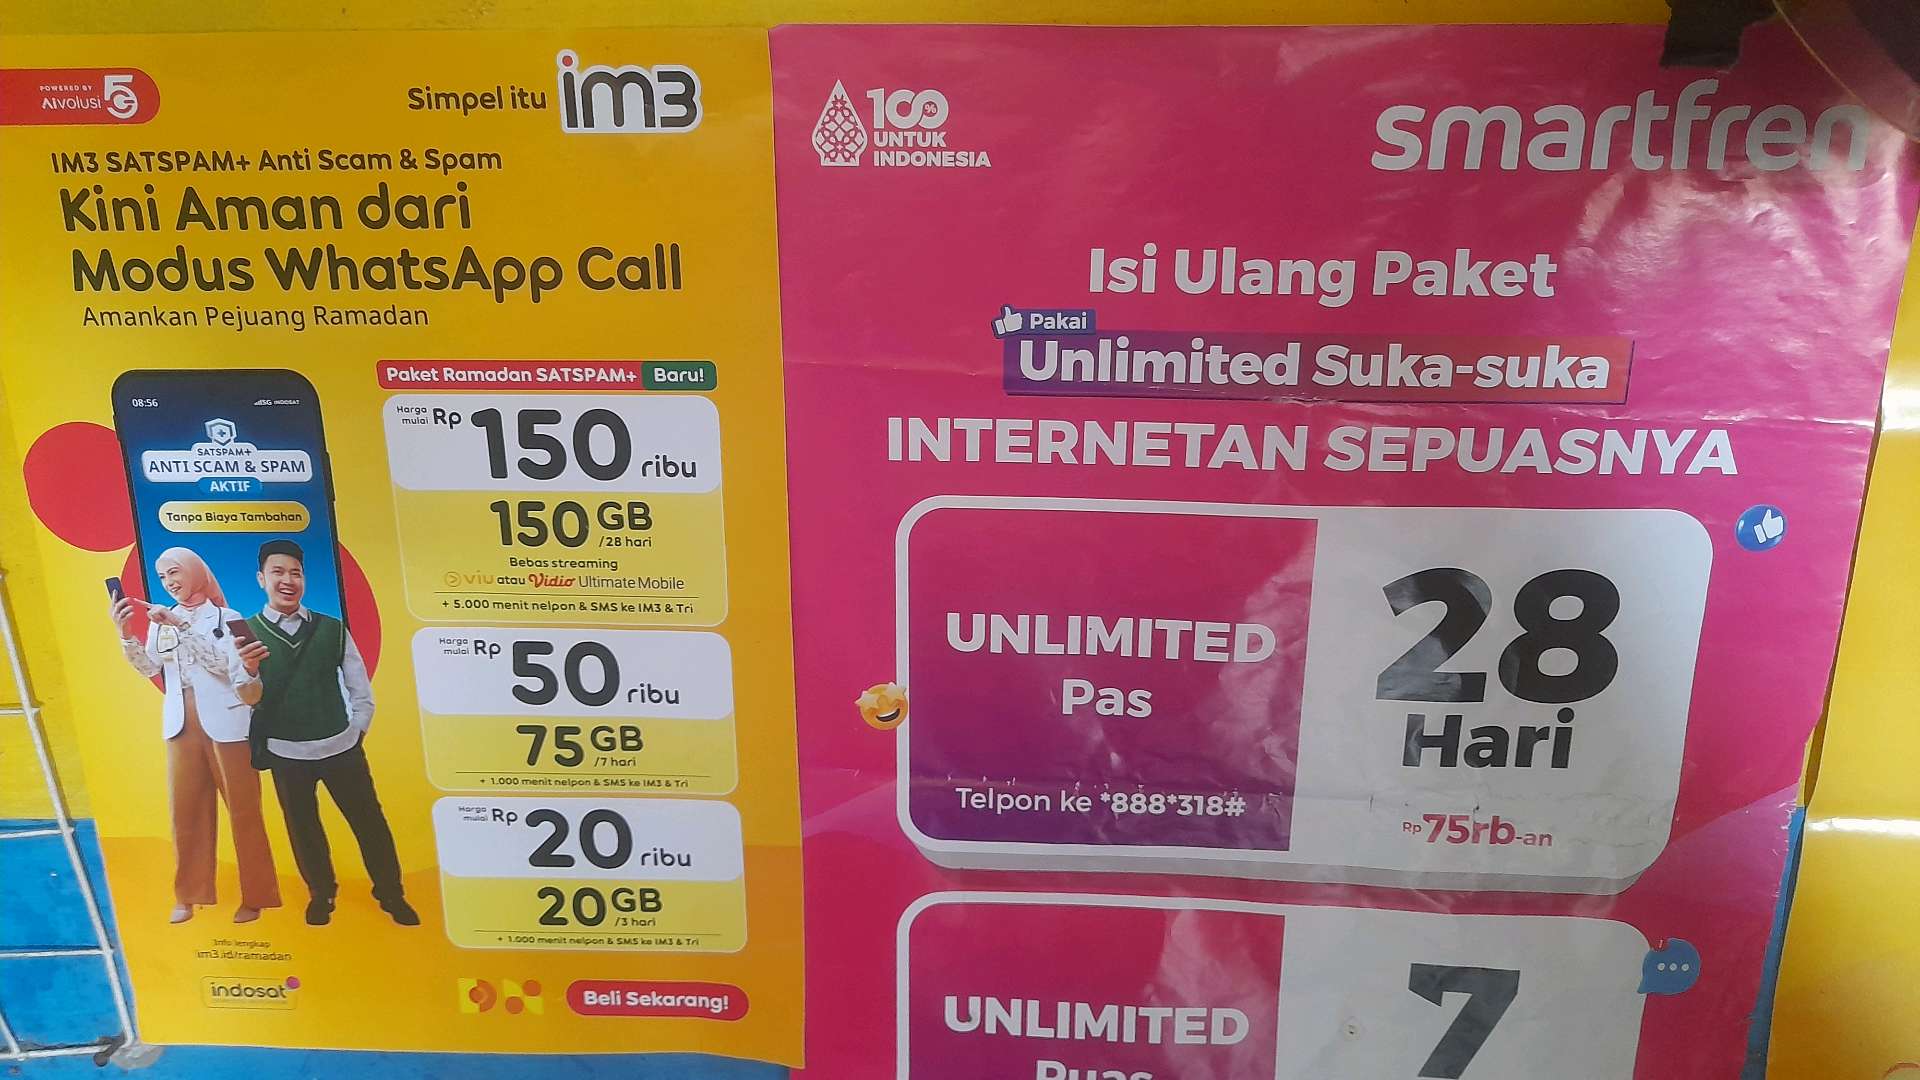 POWERED BY
AIvolusi 5G
Simpel itu im3
IM3 SATSPAM+ Anti Scam & Spam
Kini Aman dari
Modus WhatsApp Call
Amankan Pejuang Ramadan
08:56
5G INDOSAT
SATSPAM+
ANTI SCAM & SPAM
AKTIF
Tanpa Biaya Tambahan
Paket Ramadan SATSPAM+ Baru!
Harga mulai Rp 150 ribu
150 GB /28 hari
Bebas streaming
viu atau Vidio Ultimate Mobile
+ 5.000 menit nelpon & SMS ke IM3 & Tri
Harga mulai Rp 50 ribu
75 GB /7 hari
+ 1.000 menit nelpon & SMS ke IM3 & Tri
Harga mulai Rp 20 ribu
20 GB /3 hari
+ 1.000 menit nelpon & SMS ke IM3 & Tri
Info lengkap
im3.id/ramadan
indosat
Beli Sekarang!
100%
UNTUK
INDONESIA
smartfren
Isi Ulang Paket
Pakai
Unlimited Suka-suka
INTERNETAN SEPUASNYA
UNLIMITED
Pas
Telpon ke *888*318#
28
Hari
Rp75rb-an
UNLIMITED
Puas
7